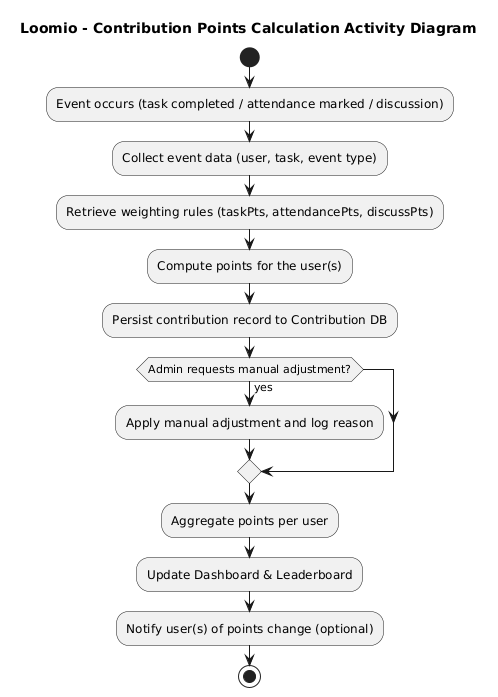 Loomio - Contribution Points Calculation Activity Diagram
Event occurs (task completed / attendance marked / discussion)
Collect event data (user, task, event type)
Retrieve weighting rules (taskPts, attendancePts, discussPts)
Compute points for the user(s)
Persist contribution record to Contribution DB
Admin requests manual adjustment?
yes
Apply manual adjustment and log reason
Aggregate points per user
Update Dashboard & Leaderboard
Notify user(s) of points change (optional)